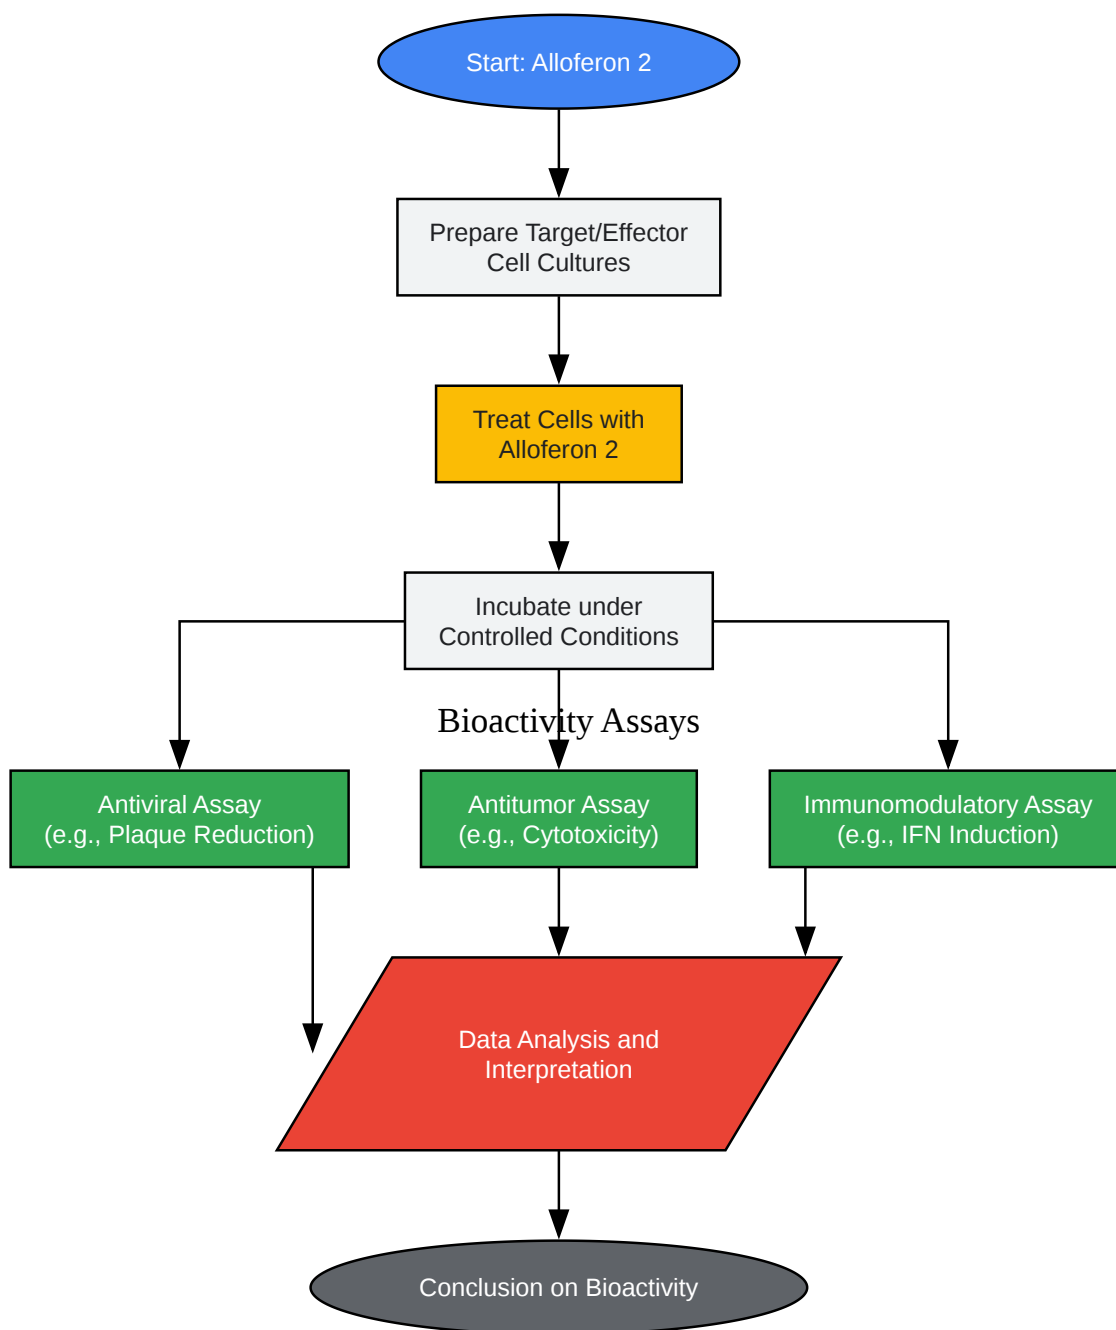 Start: Alloferon 2
Prepare Target/Effector
Cell Cultures
Treat Cells with
Alloferon 2
Incubate under
Controlled Conditions
Bioactivity Assays
Antiviral Assay
(e.g., Plaque Reduction)
Antitumor Assay
(e.g., Cytotoxicity)
Immunomodulatory Assay
(e.g., IFN Induction)
Data Analysis and
Interpretation
Conclusion on Bioactivity